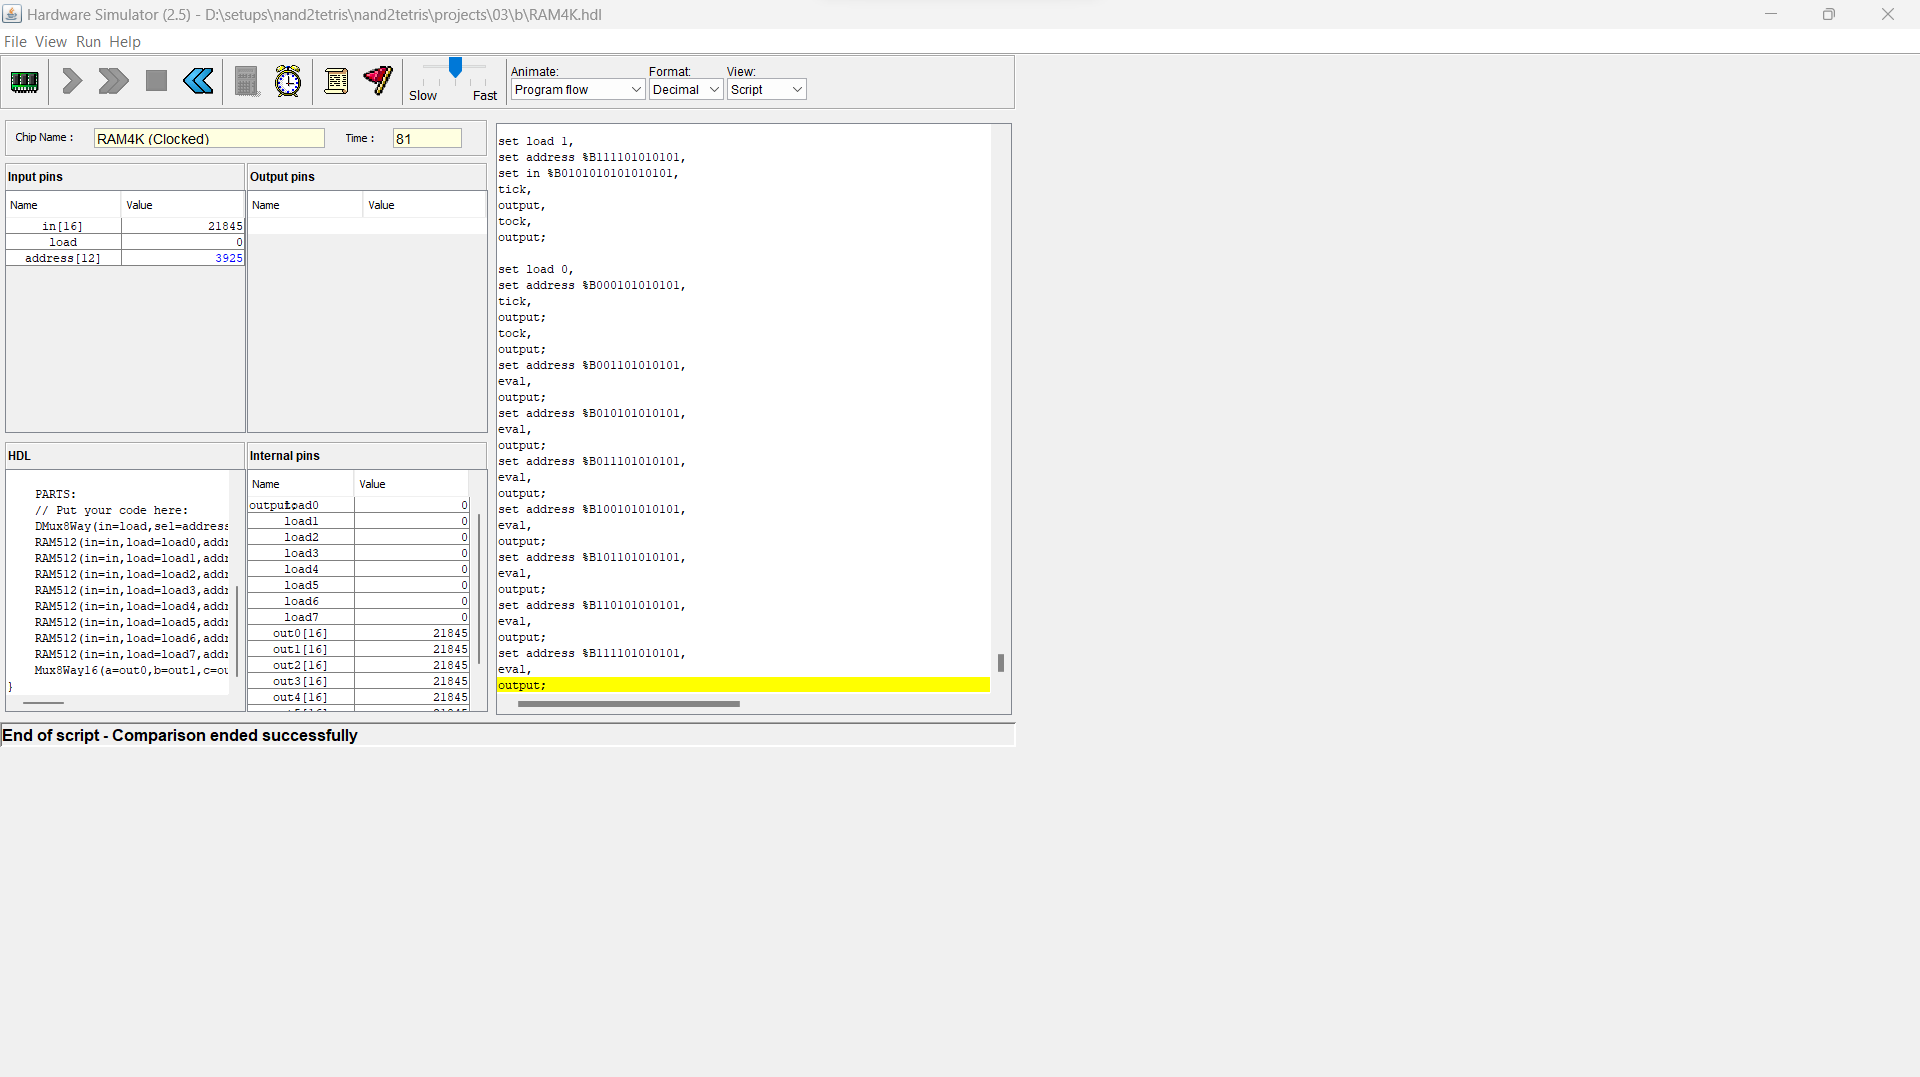 Hardware Simulator (2.5) - D:\setups\nand2tetris\nand2tetris\projects\03\b\RAM4K.hdl
File View Run Help
Slow Fast
Animate: Format: View:
Program flow Decimal Script
Chip Name : RAM4K (Clocked) Time : 81
Input pins
Name Value
in[16] 21845
load 0
address[12] 3925
Output pins
Name Value
HDL
PARTS:
// Put your code here:
DMux8Way(in=load,sel=address
RAM512(in=in,load=load0,addr
RAM512(in=in,load=load1,addr
RAM512(in=in,load=load2,addr
RAM512(in=in,load=load3,addr
RAM512(in=in,load=load4,addr
RAM512(in=in,load=load5,addr
RAM512(in=in,load=load6,addr
RAM512(in=in,load=load7,addr
Mux8Way16(a=out0,b=out1,c=ou
}
Internal pins
Name Value
output; load0 0
load1 0
load2 0
load3 0
load4 0
load5 0
load6 0
load7 0
out0[16] 21845
out1[16] 21845
out2[16] 21845
out3[16] 21845
out4[16] 21845
set load 1,
set address %B111101010101,
set in %B0101010101010101,
tick,
output,
tock,
output;
set load 0,
set address %B000101010101,
tick,
output;
tock,
output;
set address %B001101010101,
eval,
output;
set address %B010101010101,
eval,
output;
set address %B011101010101,
eval,
output;
set address %B100101010101,
eval,
output;
set address %B101101010101,
eval,
output;
set address %B110101010101,
eval,
output;
set address %B111101010101,
eval,
output;
End of script - Comparison ended successfully